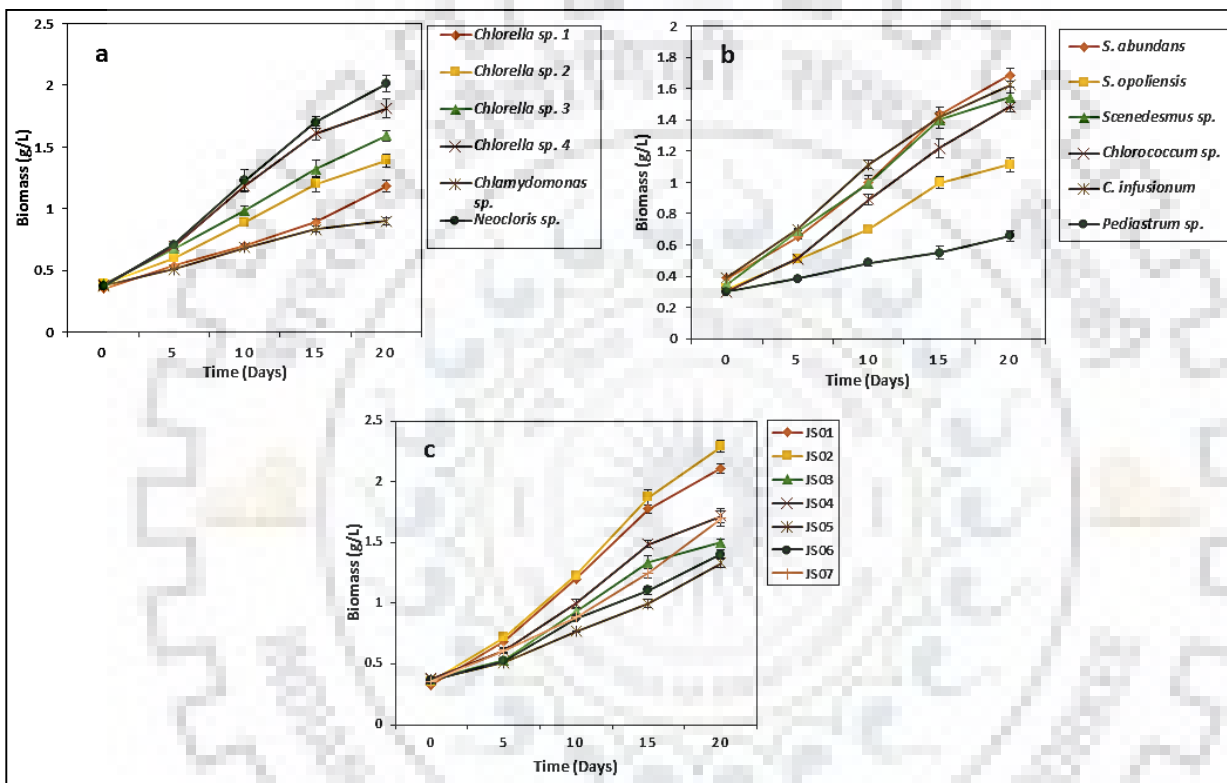 a
2.5
2
1.5
1
0.5
0
Biomass (g/L)
0 5 10 15 20
Time (Days)
Chlorella sp. 1
Chlorella sp. 2
Chlorella sp. 3
Chlorella sp. 4
Chlamydomonas
sp.
Neocloris sp.
b
2
1.8
1.6
1.4
1.2
1
0.8
0.6
0.4
0.2
0
Biomass (g/L)
0 5 10 15 20
Time (Days)
S. abundans
S. opoliensis
Scenedesmus sp.
Chlorococcum sp.
C. infusionum
Pediastrum sp.
c
2.5
2
1.5
1
0.5
0
Biomass (g/L)
0 5 10 15 20
Time (Days)
JS01
JS02
JS03
JS04
JS05
JS06
JS07